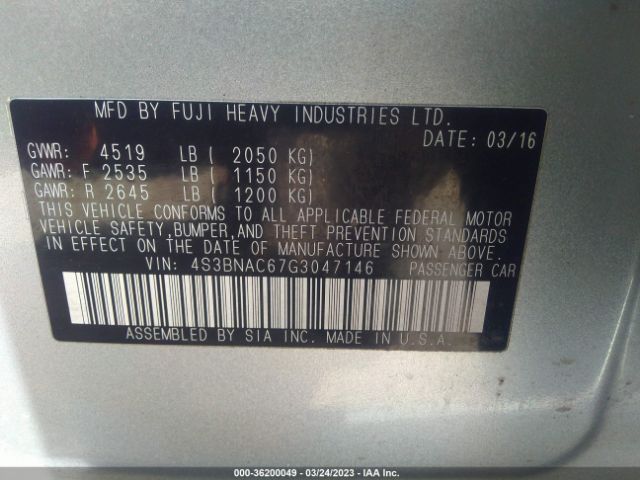 MFD BY FUJI HEAVY INDUSTRIES LTD.
DATE: 03/16
GVWR: 4519 LB ( 2050 KG)
GAWR: F 2535 LB ( 1150 KG)
GAWR: R 2645 LB ( 1200 KG)
THIS VEHICLE CONFORMS TO ALL APPLICABLE FEDERAL MOTOR
VEHICLE SAFETY, BUMPER, AND THEFT PREVENTION STANDARDS
IN EFFECT ON THE DATE OF MANUFACTURE SHOWN ABOVE.
VIN: 4S3BNAC67G3047146 PASSENGER CAR
ASSEMBLED BY SIA INC. MADE IN U.S.A.
000-36200049 - 03/24/2023 - IAA Inc.